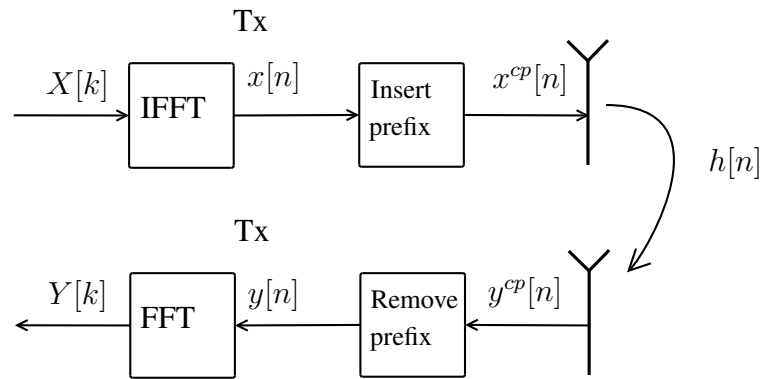 Tx
X[k]
IFFT
x[n]
Insert
prefix
x^{cp}[n]
h[n]
Tx
Y[k]
FFT
y[n]
Remove
prefix
y^{cp}[n]